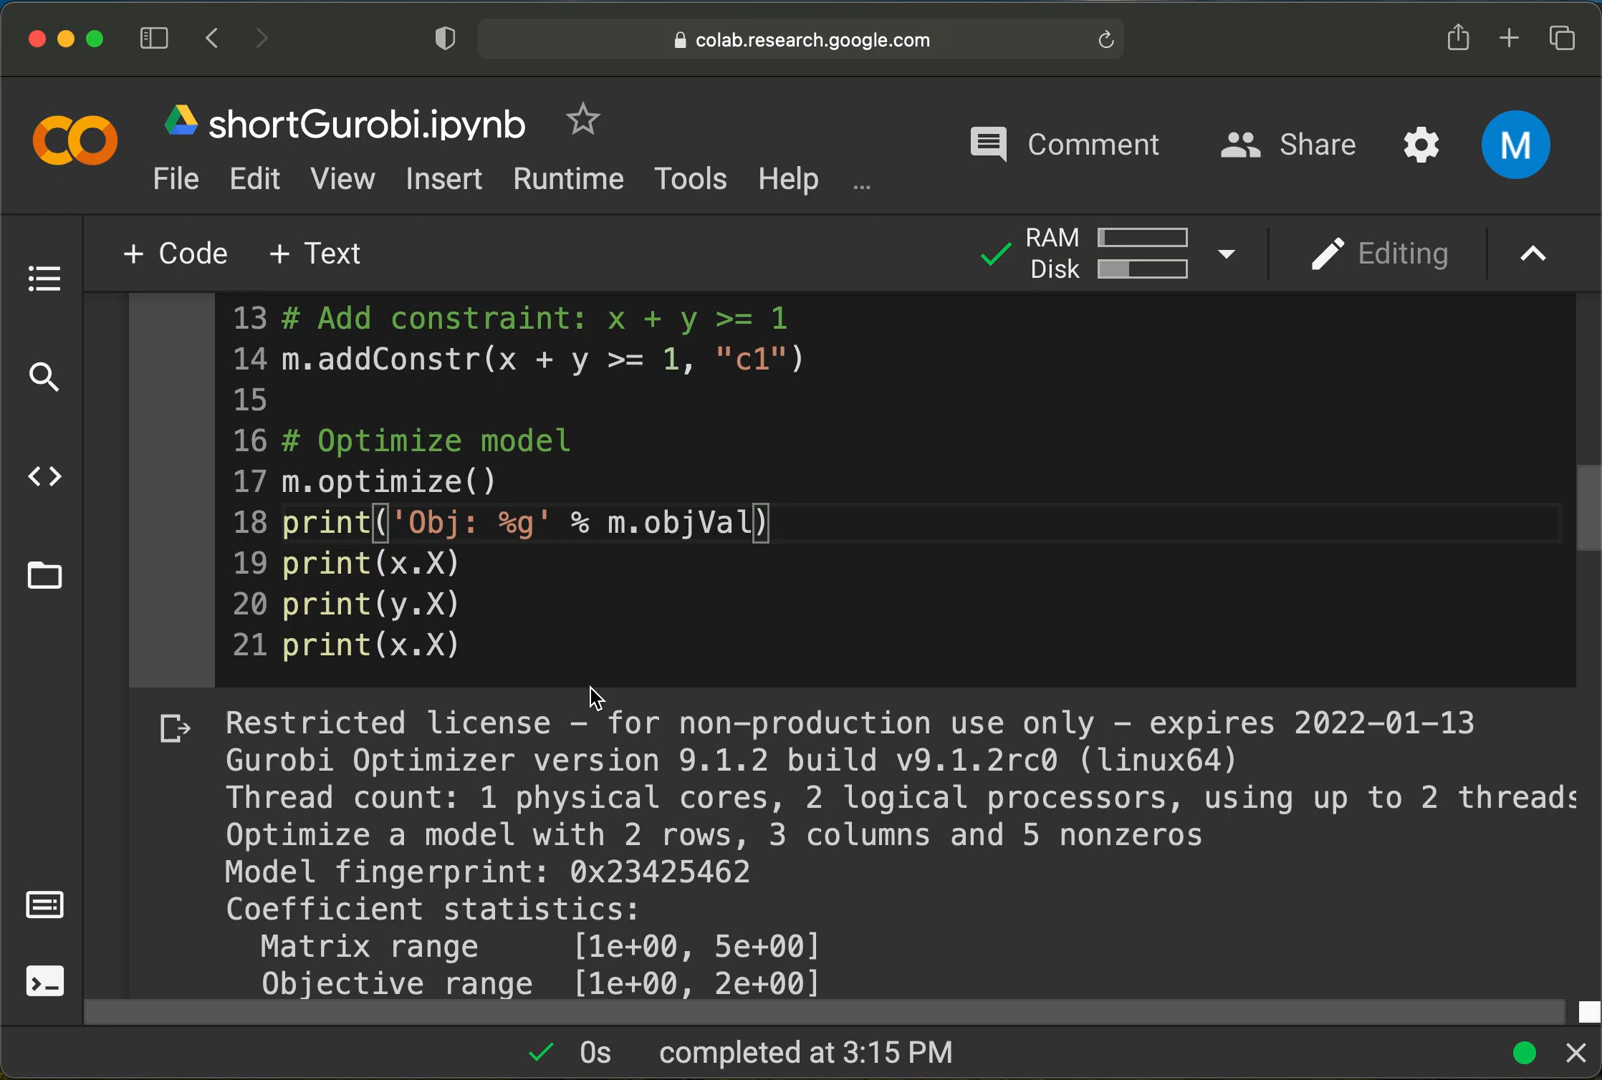 colab.research.google.com
shortGurobi.ipynb
Comment
Share
M
File Edit View Insert Runtime Tools Help ...
+ Code + Text
RAM
Disk
Editing
13 # Add constraint: x + y >= 1
14 m.addConstr(x + y >= 1, "c1")
15
16 # Optimize model
17 m.optimize()
18 print('Obj: %g' % m.objVal)
19 print(x.X)
20 print(y.X)
21 print(x.X)
Restricted license - for non-production use only - expires 2022-01-13
Gurobi Optimizer version 9.1.2 build v9.1.2rc0 (linux64)
Thread count: 1 physical cores, 2 logical processors, using up to 2 threads
Optimize a model with 2 rows, 3 columns and 5 nonzeros
Model fingerprint: 0x23425462
Coefficient statistics:
Matrix range [1e+00, 5e+00]
Objective range [1e+00, 2e+00]
0s completed at 3:15 PM